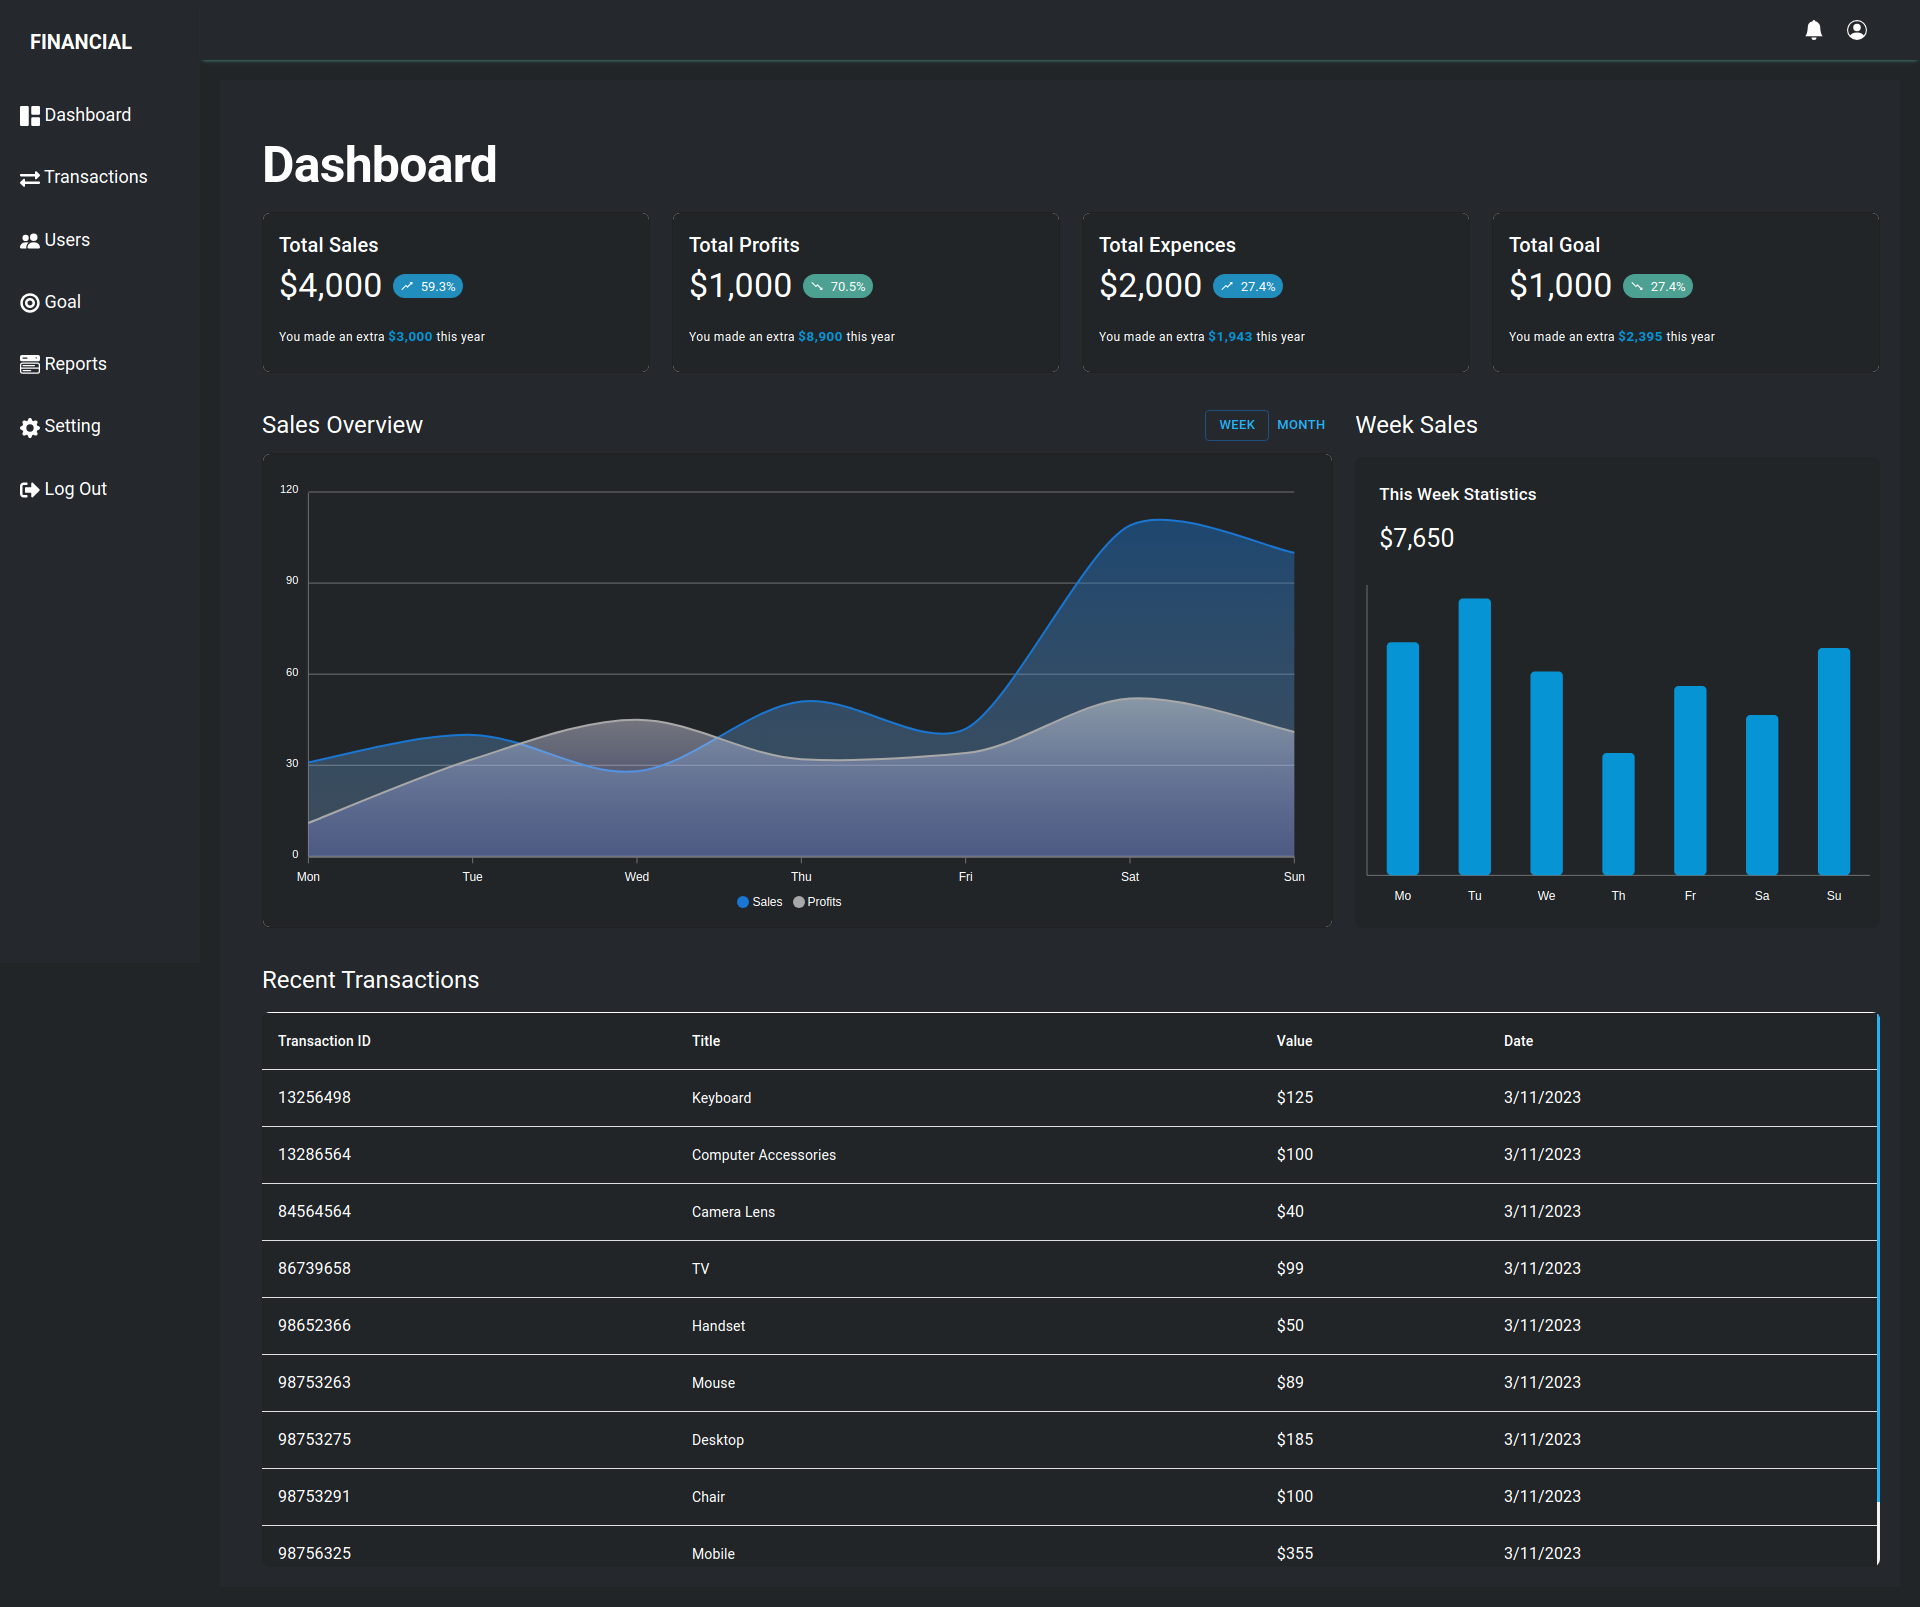 FINANCIAL
Dashboard
Transactions
Users
Goal
Reports
Setting
Log Out
Dashboard
Total Sales
$4,000 59.3%
You made an extra $3,000 this year
Total Profits
$1,000 70.5%
You made an extra $8,900 this year
Total Expences
$2,000 27.4%
You made an extra $1,943 this year
Total Goal
$1,000 27.4%
You made an extra $2,395 this year
Sales Overview
WEEK MONTH
120
90
60
30
0
Mon Tue Wed Thu Fri Sat Sun
Sales Profits
Week Sales
This Week Statistics
$7,650
Mo Tu We Th Fr Sa Su
Recent Transactions
Transaction ID Title Value Date
13256498 Keyboard $125 3/11/2023
13286564 Computer Accessories $100 3/11/2023
84564564 Camera Lens $40 3/11/2023
86739658 TV $99 3/11/2023
98652366 Handset $50 3/11/2023
98753263 Mouse $89 3/11/2023
98753275 Desktop $185 3/11/2023
98753291 Chair $100 3/11/2023
98756325 Mobile $355 3/11/2023